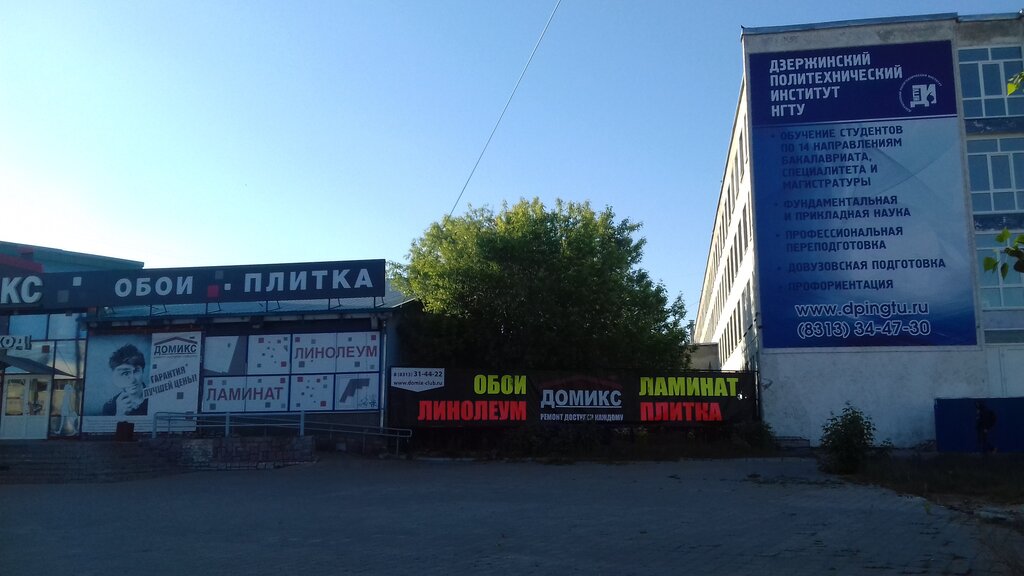 КС ОБОИ ПЛИТКА
ДОМИКС
ГАРАНТИЯ
ЛУЧШЕЙ ЦЕНЫ!
ЛИНОЛЕУМ
ЛАМИНАТ
8 (8313) 31-44-22
www.domix-club.ru
ОБОИ
ЛИНОЛЕУМ
ДОМИКС
РЕМОНТ ДОСТУПЕН КАЖДОМУ
ЛАМИНАТ
ПЛИТКА
ДЗЕРЖИНСКИЙ
ПОЛИТЕХНИЧЕСКИЙ
ИНСТИТУТ
НГТУ
ДИ
• ОБУЧЕНИЕ СТУДЕНТОВ
ПО 14 НАПРАВЛЕНИЯМ
БАКАЛАВРИАТА,
СПЕЦИАЛИТЕТА И
МАГИСТРАТУРЫ
• ФУНДАМЕНТАЛЬНАЯ
И ПРИКЛАДНАЯ НАУКА
• ПРОФЕССИОНАЛЬНАЯ
ПЕРЕПОДГОТОВКА
• ДОВУЗОВСКАЯ ПОДГОТОВКА
• ПРОФОРИЕНТАЦИЯ
www.dpingtu.ru
(8313) 34-47-30